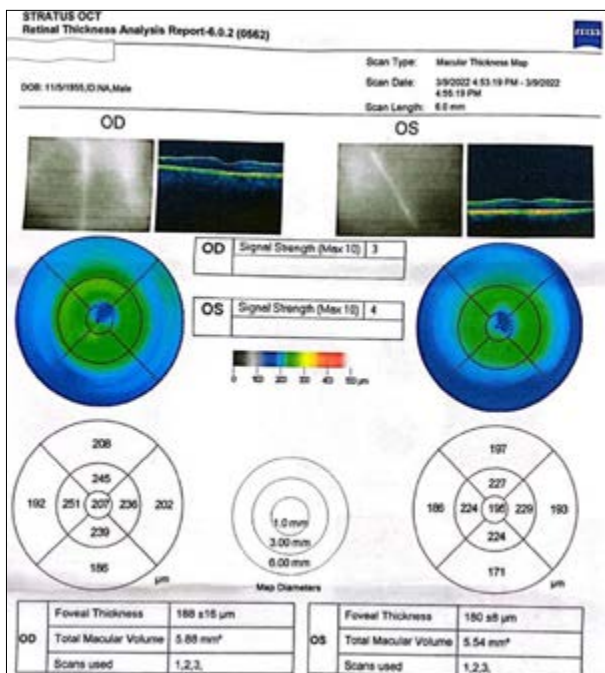 STRATUS OCT
Retinal Thickness Analysis Report-6.0.2 (0562)
ZEISS
Scan Type: Macular Thickness Map
DOB: 11/5/1955,ID:NA,Male
Scan Date: 3/9/2022 4:53:19 PM - 3/9/2022
4:55:19 PM
Scan Length: 6.0 mm
OD
OS
OD Signal Strength (Max 10) 3
OS Signal Strength (Max 10) 4
0 10 20 30 40 50 µm
208
245
192 251 207 236 202
239
186
µm
1.0 mm
3.00 mm
6.00 mm
Map Diameters
197
227
186 224 195 229 193
224
171
µm
OD
Foveal Thickness 188 ±16 µm
Total Macular Volume 5.88 mm³
Scans used 1,2,3,
OS
Foveal Thickness 180 ±8 µm
Total Macular Volume 5.54 mm³
Scans used 1,2,3,